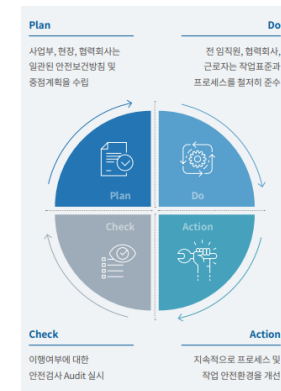 Plan
사업부, 현장, 협력회사는
일관된 안전보건방침 및
중점계획을 수립
Do
전 임직원, 협력회사,
근로자는 작업표준과
프로세스를 철저히 준수
Plan
Do
Check
Action
Check
이행여부에 대한
안전검사 Audit 실시
Action
지속적으로 프로세스 및
작업 안전환경을 개선